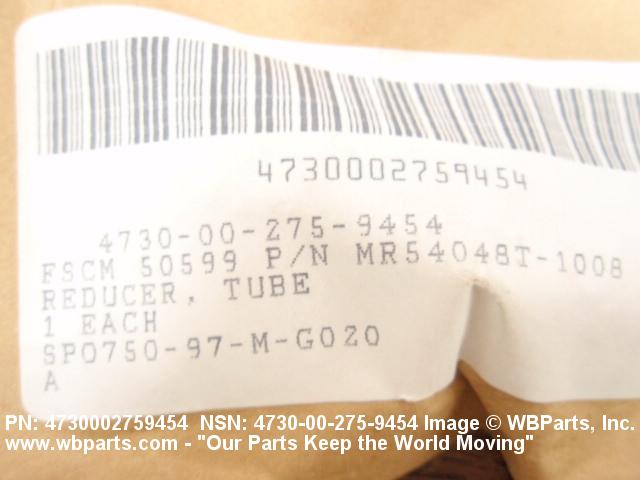 4730002759454
4730-00-275-9454
FSCM 50599 P/N MR54048T-1008
REDUCER, TUBE
1 EACH
SPO750-97-M-G020
A
PN: 4730002759454 NSN: 4730-00-275-9454 Image © WBParts, Inc.
www.wbparts.com - "Our Parts Keep the World Moving"